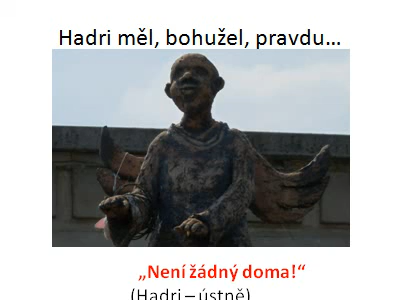 Hadri měl, bohužel, pravdu…
„Není žádný doma!“
(Hadri – ústně)